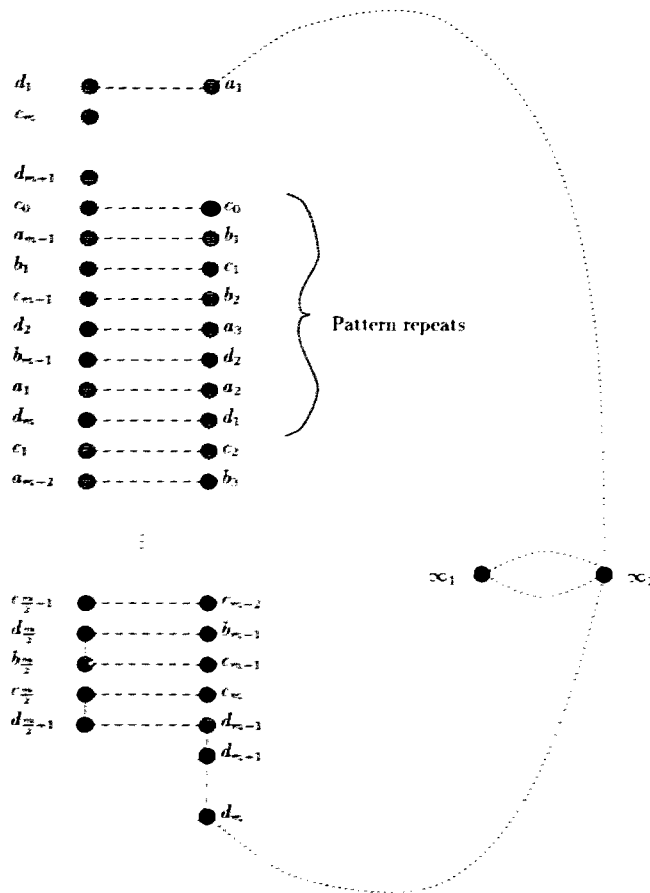 d₁ a₁
c_m
d_{m+1}
c₀ c₀
a_{m-1} b₁
b₁ c₁
c_{m-1} b₂
d₂ a₃
Pattern repeats
b_{m-1} d₂
a₁ a₂
d_m d₁
c₁ c₂
a_{m-2} b₃
⋮
∞₁ ∞₂
c_{m/2-1} c_{m-2}
d_{m/2} b_{m-1}
b_{m/2} c_{m-1}
c_{m/2} c_m
d_{m/2+1} d_{m-1}
d_{m+1}
d_m